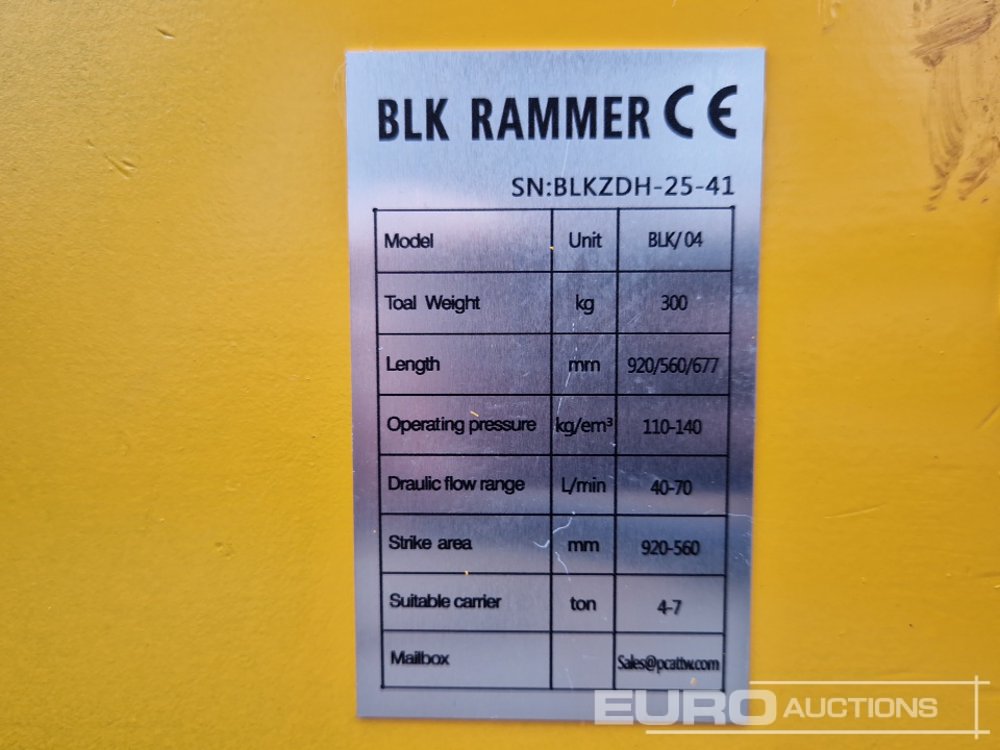 BLK RAMMER CE
SN:BLKZDH-25-41
Model Unit BLK/04
Toal Weight kg 300
Length mm 920/560/677
Operating pressure kg/em³ 110-140
Draulic flow range L/min 40-70
Strike area mm 920-560
Suitable carrier ton 4-7
Mailbox Sales@pcattw.com
EURO AUCTIONS